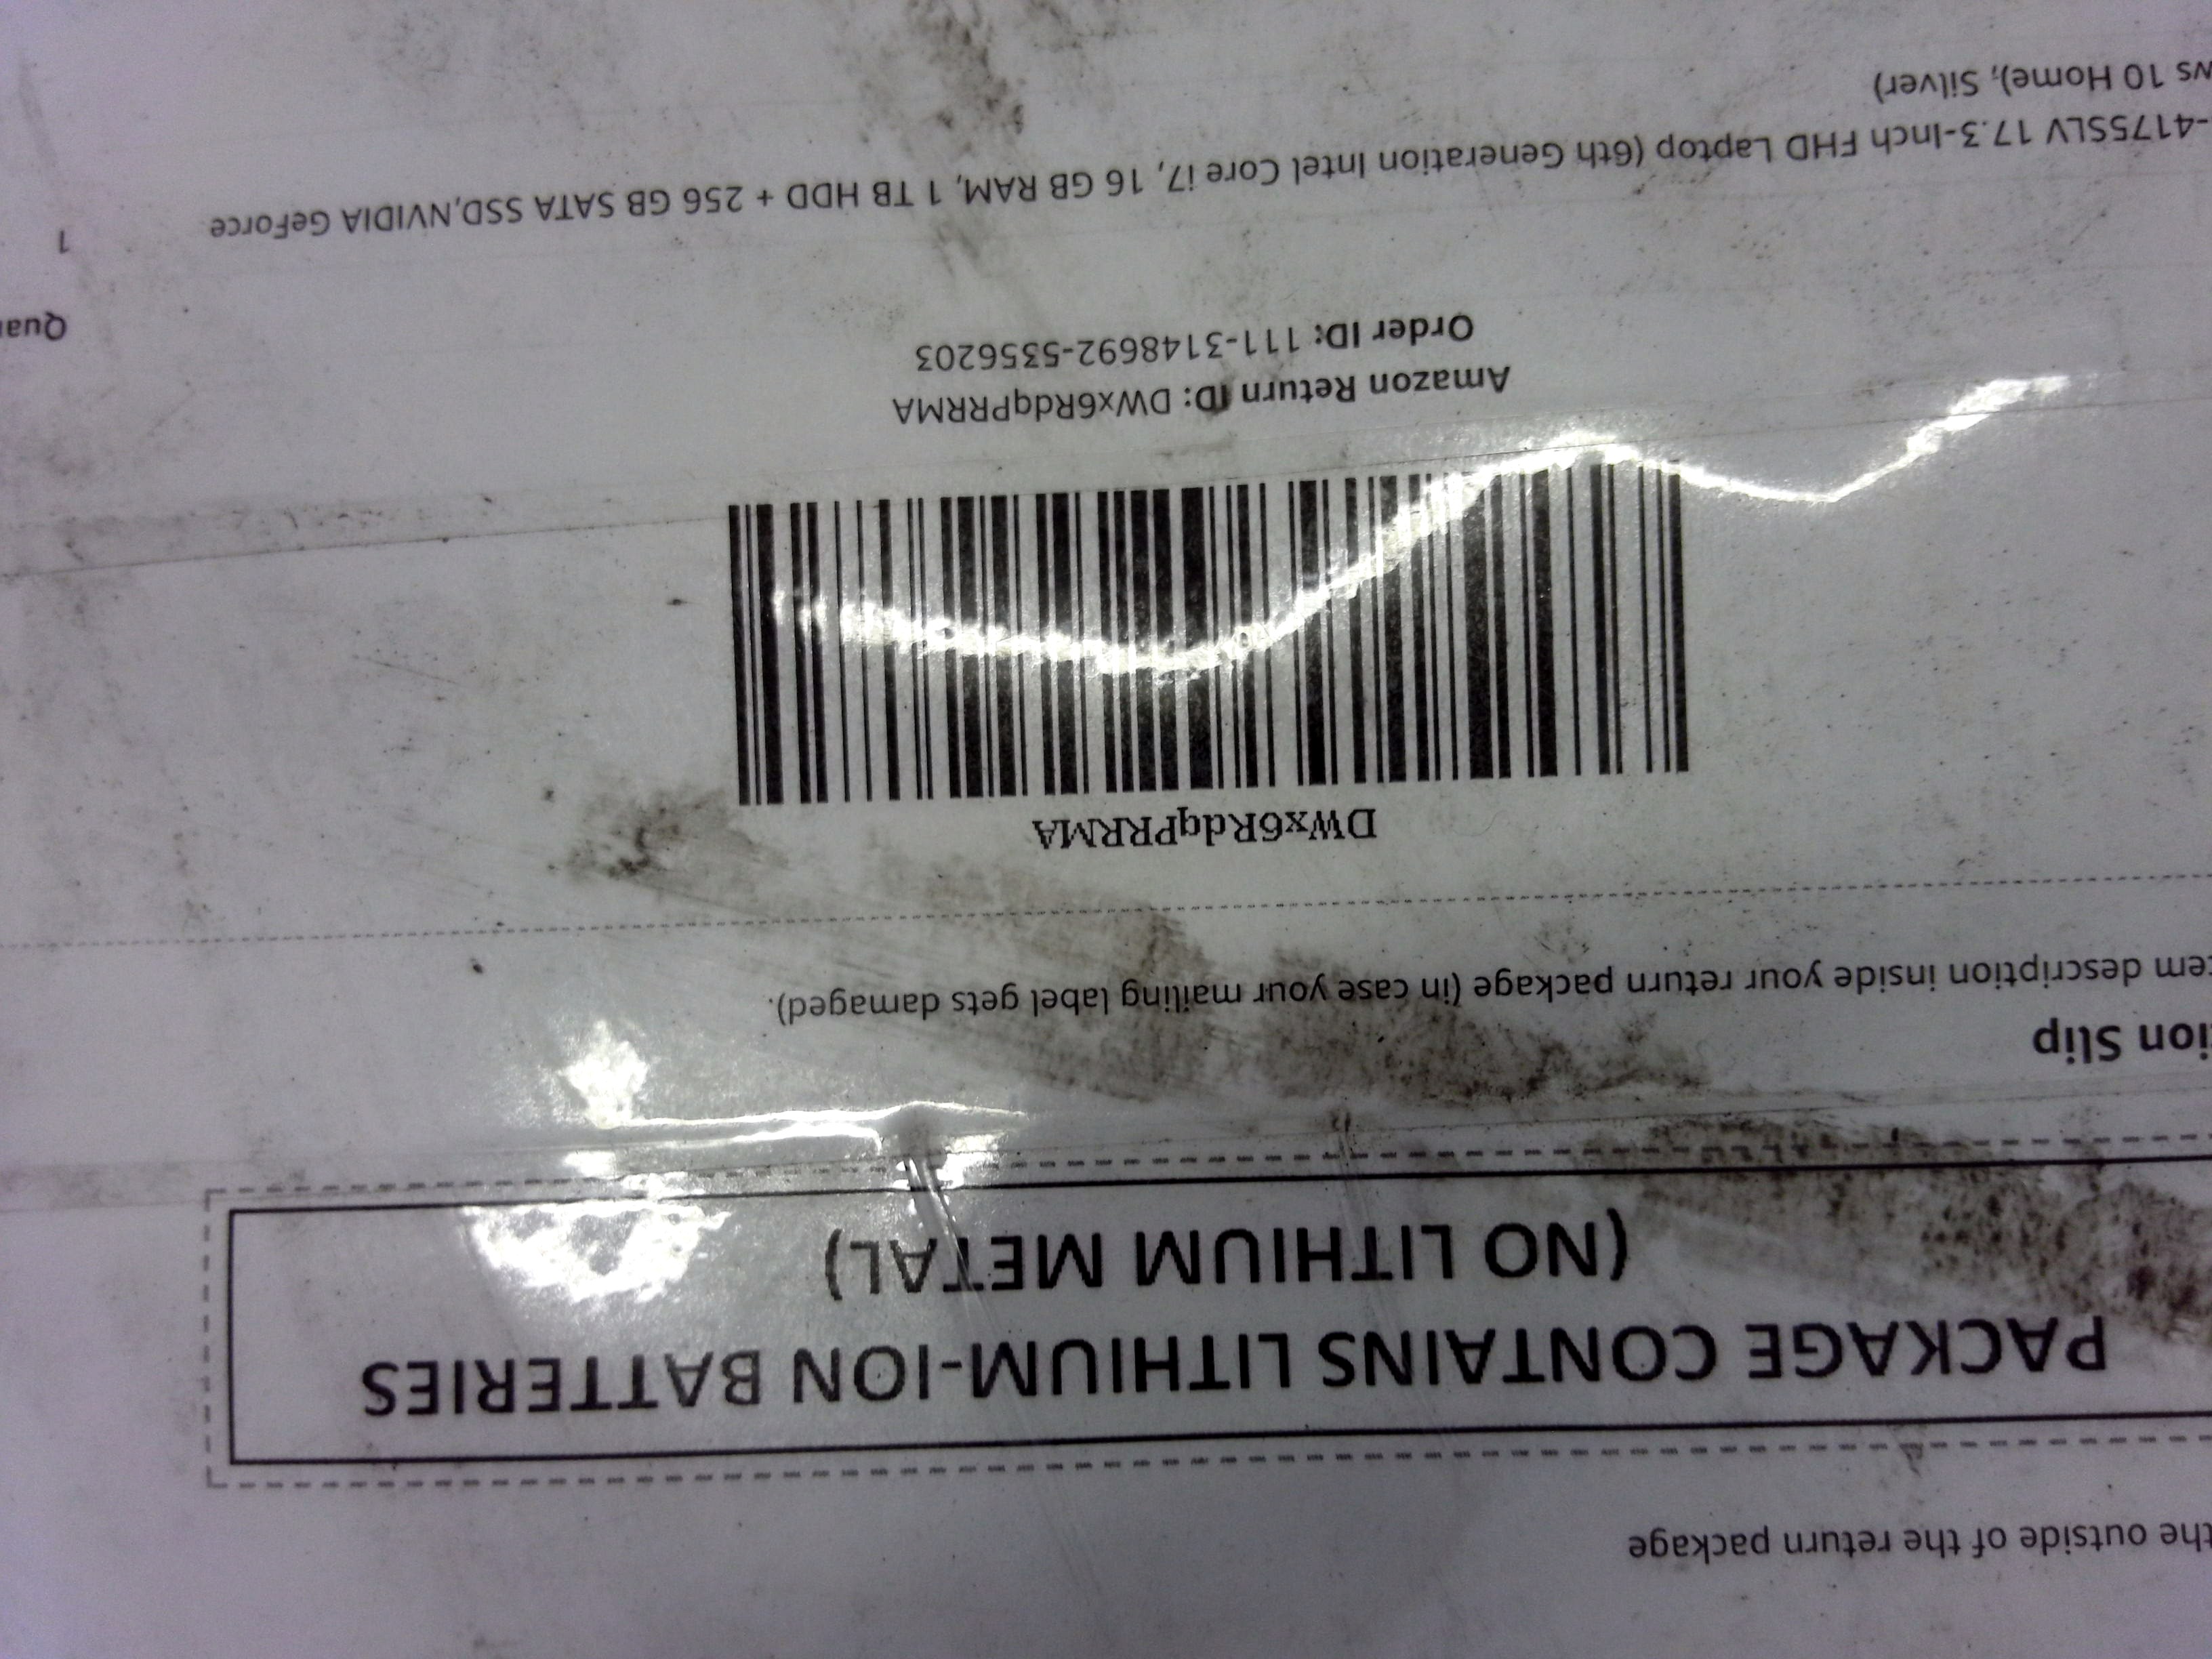 the outside of the return package
PACKAGE CONTAINS LITHIUM-ION BATTERIES
(NO LITHIUM METAL)
ion Slip
em description inside your return package (in case your mailing label gets damaged).
DWx6RdqPRRMA
Amazon Return ID: DWx6RdqPRRMA
Order ID: 111-3148692-5356203
Quan
-4175SLV 17.3-Inch FHD Laptop (6th Generation Intel Core i7, 16 GB RAM, 1 TB HDD + 256 GB SATA SSD,NVIDIA GeForce 1
ws 10 Home), Silver)